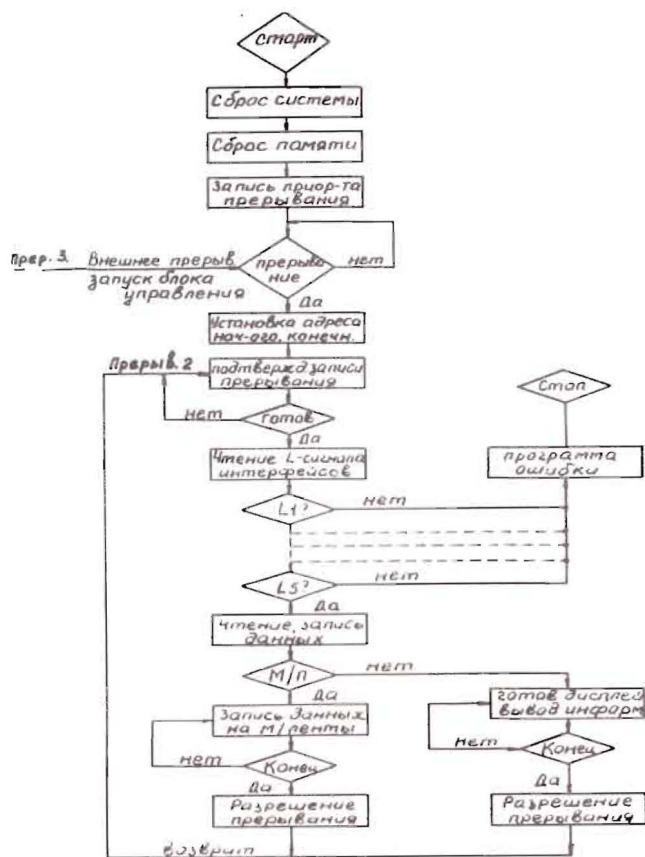 старт
Сброс системы
Сброс памяти
Запись приор-та
прерывания
Прер. 3.
Внешнее прерыв
запуск блока
управления
прерыва
ние
нет
Да
Установка адреса
нач-ого, конечн.
Прерыв. 2
подтвержд записи
прерывания
нет
готов
Да
Чтение L-сигнала
интерфейсов
Стоп
программа
ошибки
L1?
нет
L5?
нет
Да
Чтение, запись
данных
М/п
нет
Да
Запись данных
на М/ленты
нет
Конец
Да
Разрешение
прерывания
готов дисплей
вывод информ
нет
Конец
Да
Разрешение
прерывания
возврат